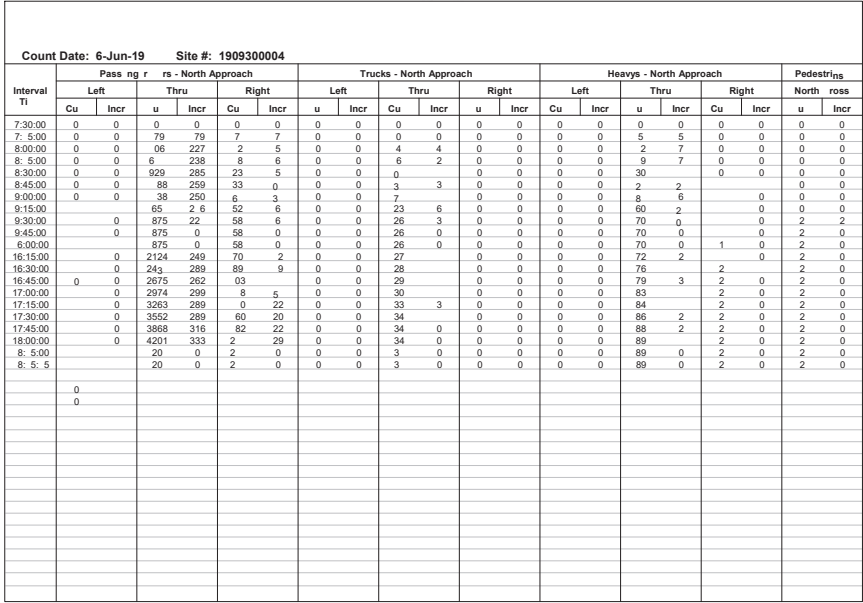 Count Date: 6-Jun-19 Site #: 1909300004
Pass ng r rs - North Approach Trucks - North Approach Heavys - North Approach Pedestrins
Interval Left Thru Right Left Thru Right Left Thru Right North ross
Ti Cu Incr u Incr Cu Incr u Incr Cu Incr u Incr Cu Incr u Incr Cu Incr u Incr
7:30:00 0 0 0 0 0 0 0 0 0 0 0 0 0 0 0 0 0 0 0 0
7: 5:00 0 0 79 79 7 7 0 0 0 0 0 0 0 0 5 5 0 0 0 0
8:00:00 0 0 06 227 2 5 0 0 4 4 0 0 0 0 2 7 0 0 0 0
8: 5:00 0 0 6 238 8 6 0 0 6 2 0 0 0 0 9 7 0 0 0 0
8:30:00 0 0 929 285 23 5 0 0 0 0 0 0 0 30 0 0 0 0
8:45:00 0 0 88 259 33 0 0 0 3 3 0 0 0 0 2 2 0 0
9:00:00 0 0 38 250 6 3 0 0 7 0 0 0 0 8 6 0 0 0
9:15:00 65 2 6 52 6 0 0 23 6 0 0 0 0 60 2 0 0 0
9:30:00 0 875 22 58 6 0 0 26 3 0 0 0 0 70 0 0 2 2
9:45:00 0 875 0 58 0 0 0 26 0 0 0 0 0 70 0 0 2 0
6:00:00 875 0 58 0 0 0 26 0 0 0 0 0 70 0 1 0 2 0
16:15:00 0 2124 249 70 2 0 0 27 0 0 0 0 72 2 0 2 0
16:30:00 0 243 289 89 9 0 0 28 0 0 0 0 76 2 2 0
16:45:00 0 0 2675 262 03 0 0 29 0 0 0 0 79 3 2 0 2 0
17:00:00 0 2974 299 8 5 0 0 30 0 0 0 0 83 2 0 2 0
17:15:00 0 3263 289 0 22 0 0 33 3 0 0 0 0 84 2 0 2 0
17:30:00 0 3552 289 60 20 0 0 34 0 0 0 0 86 2 2 0 2 0
17:45:00 0 3868 316 82 22 0 0 34 0 0 0 0 0 88 2 2 0 2 0
18:00:00 0 4201 333 2 29 0 0 34 0 0 0 0 0 89 2 0 2 0
8: 5:00 20 0 2 0 0 0 3 0 0 0 0 0 89 0 2 0 2 0
8: 5: 5 20 0 2 0 0 0 3 0 0 0 0 0 89 0 2 0 2 0
0
0